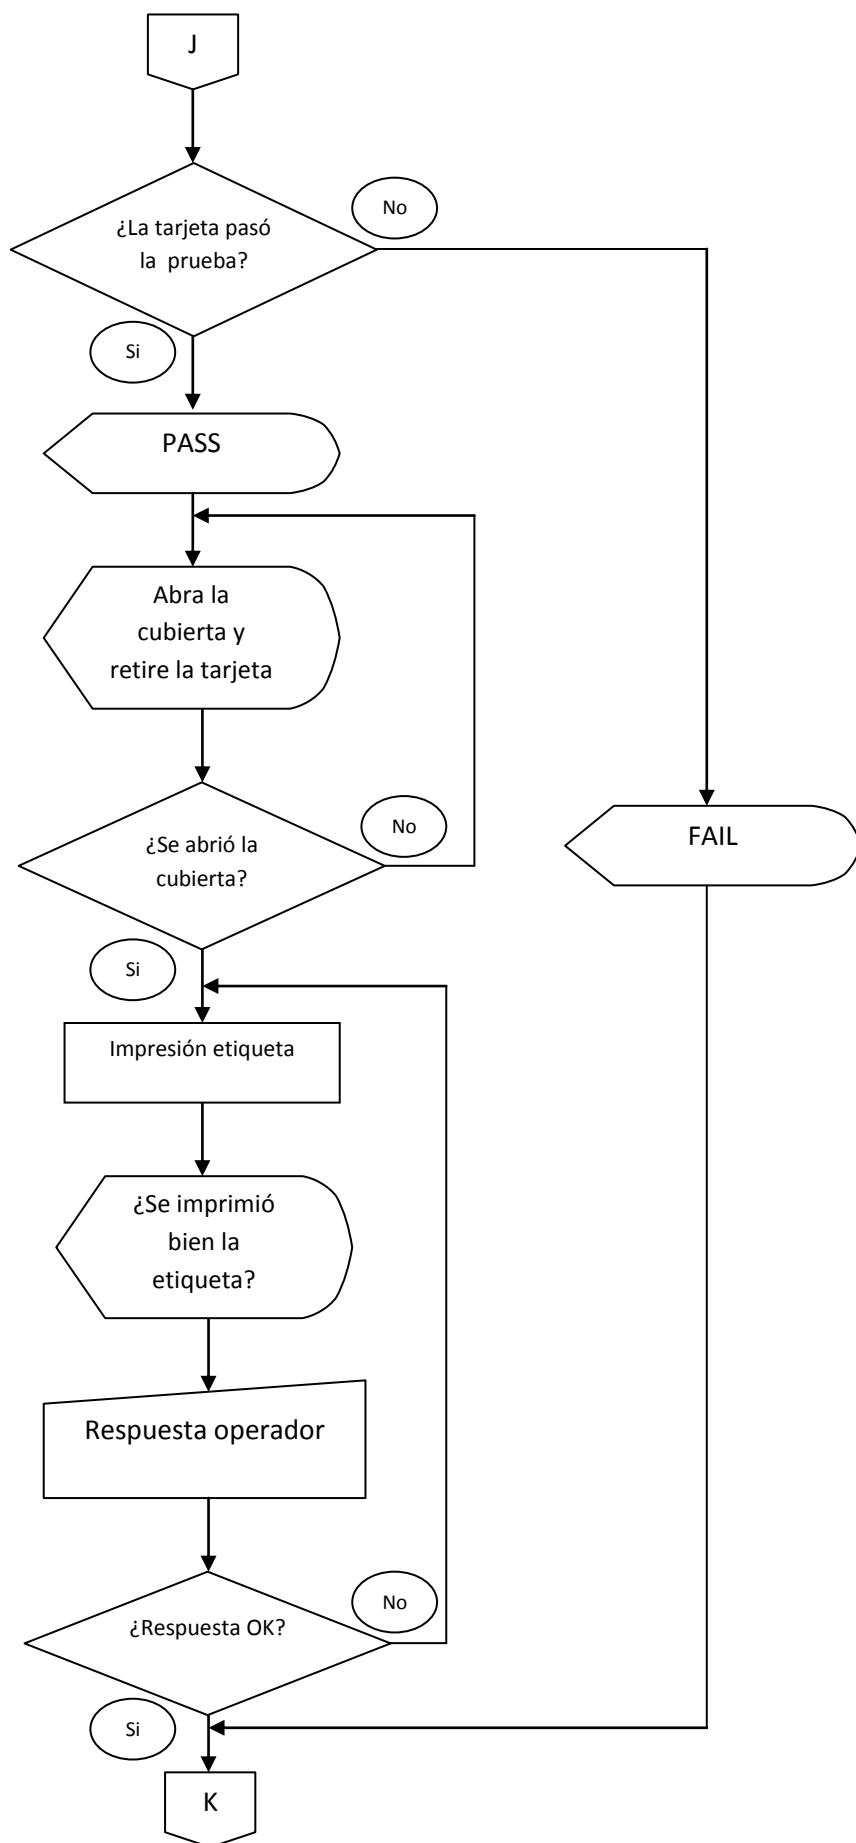 J
No
¿La tarjeta pasó
la prueba?
Si
PASS
Abra la
cubierta y
retire la tarjeta
No
FAIL
¿Se abrió la
cubierta?
Si
Impresión etiqueta
¿Se imprimió
bien la
etiqueta?
Respuesta operador
No
¿Respuesta OK?
Si
K